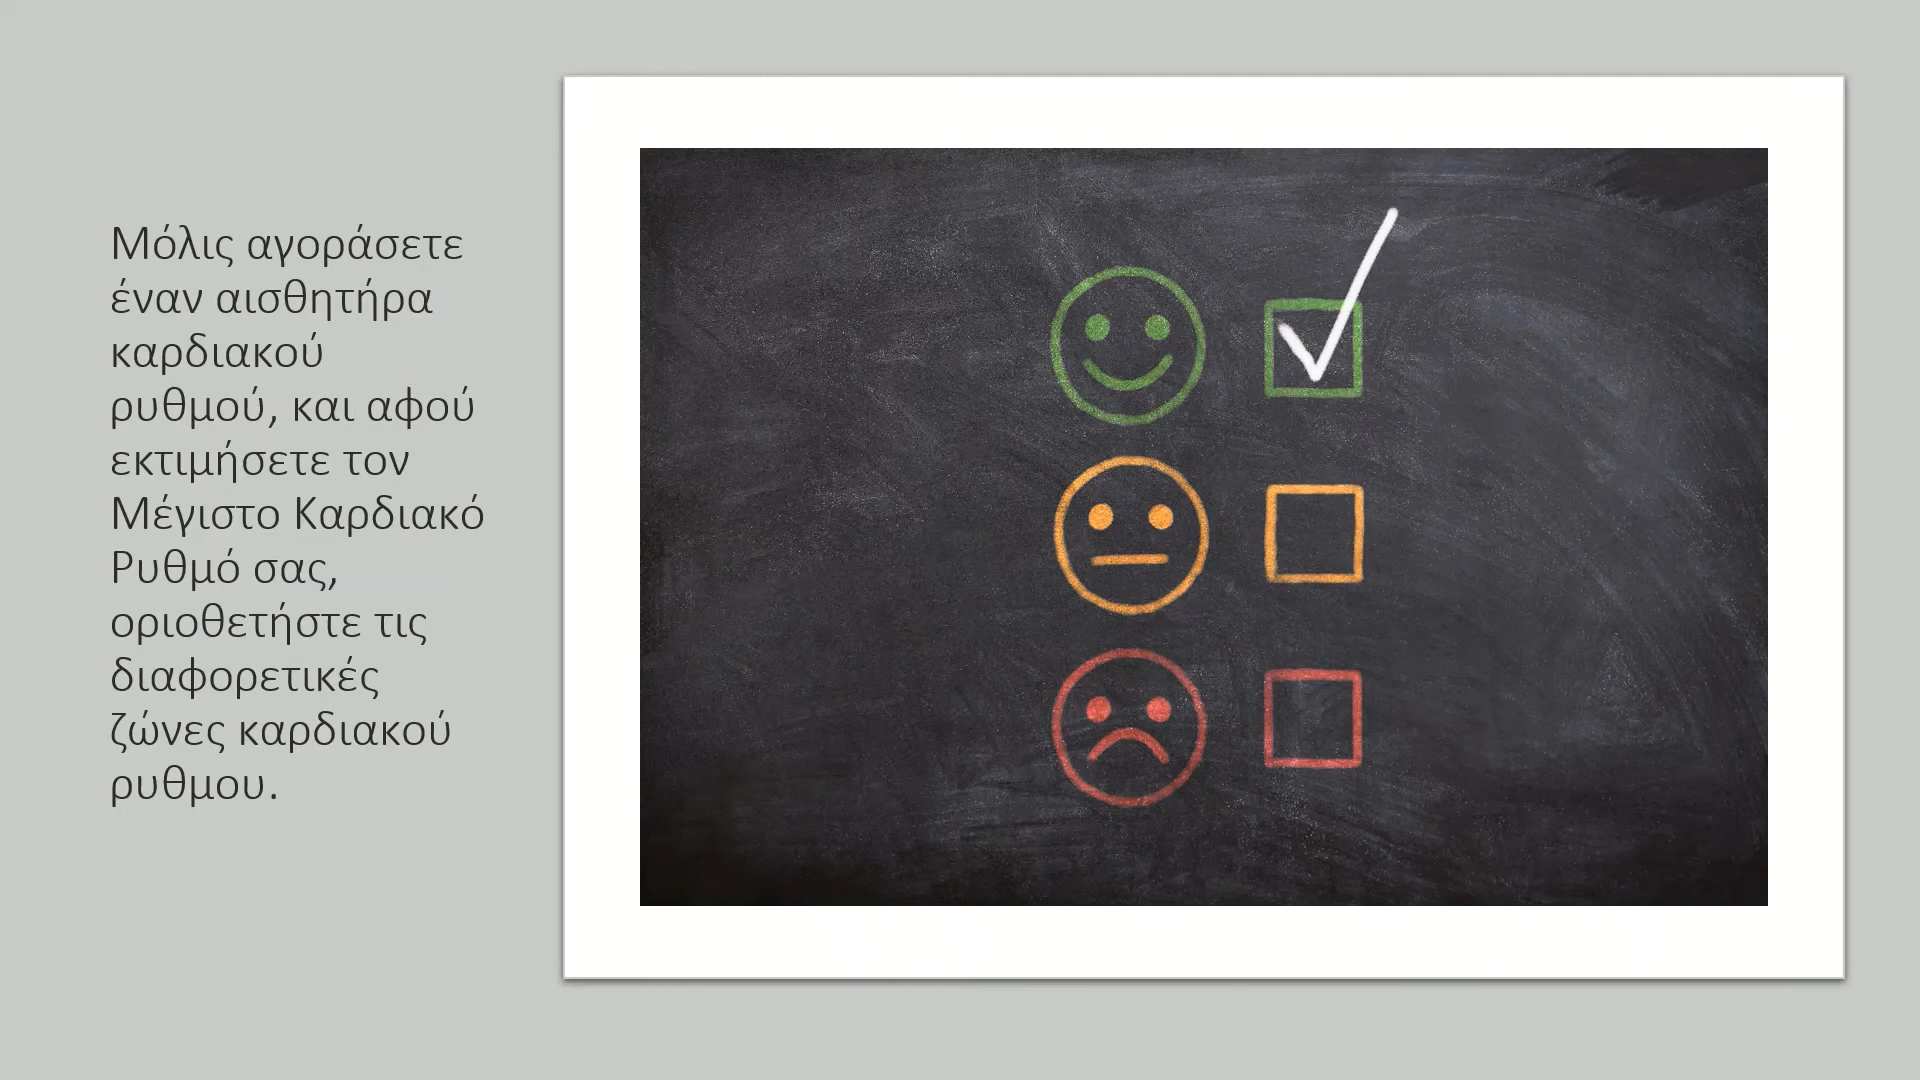 Μόλις αγοράσετε
έναν αισθητήρα
καρδιακού
ρυθμού, και αφού
εκτιμήσετε τον
Μέγιστο Καρδιακό
Ρυθμό σας,
οριοθετήστε τις
διαφορετικές
ζώνες καρδιακού
ρυθμου.